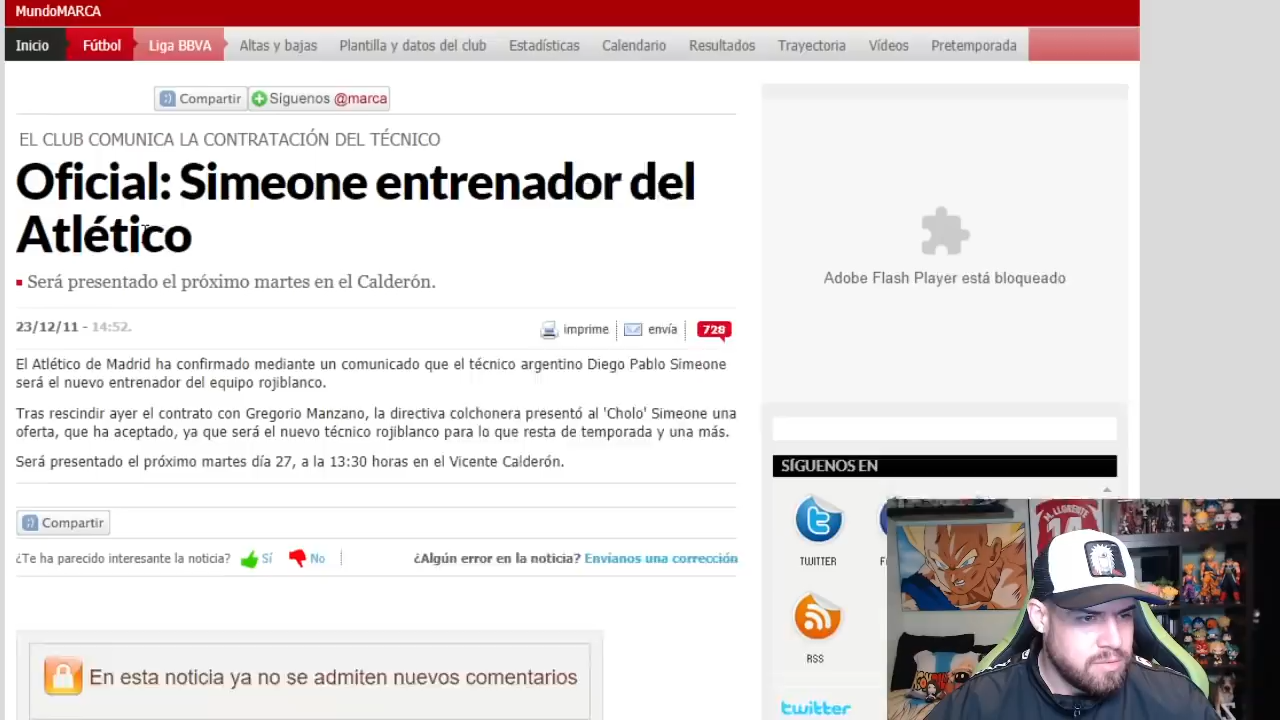 MundoMARCA
Inicio Fútbol Liga BBVA Altas y bajas Plantilla y datos del club Estadísticas Calendario Resultados Trayectoria Vídeos Pretemporada
Compartir Síguenos @marca
EL CLUB COMUNICA LA CONTRATACIÓN DEL TÉCNICO
Oficial: Simeone entrenador del
Atlético
Será presentado el próximo martes en el Calderón.
23/12/11 - 14:52.
imprime envía 728
El Atlético de Madrid ha confirmado mediante un comunicado que el técnico argentino Diego Pablo Simeone
será el nuevo entrenador del equipo rojiblanco.
Tras rescindir ayer el contrato con Gregorio Manzano, la directiva colchonera presentó al 'Cholo' Simeone una
oferta, que ha aceptado, ya que será el nuevo técnico rojiblanco para lo que resta de temporada y una más.
Será presentado el próximo martes día 27, a la 13:30 horas en el Vicente Calderón.
Compartir
¿Te ha parecido interesante la noticia? Sí No ¿Algún error en la noticia? Envíanos una corrección
En esta noticia ya no se admiten nuevos comentarios
Adobe Flash Player está bloqueado
SÍGUENOS EN
TWITTER
RSS
twitter
M. LLORENTE
14